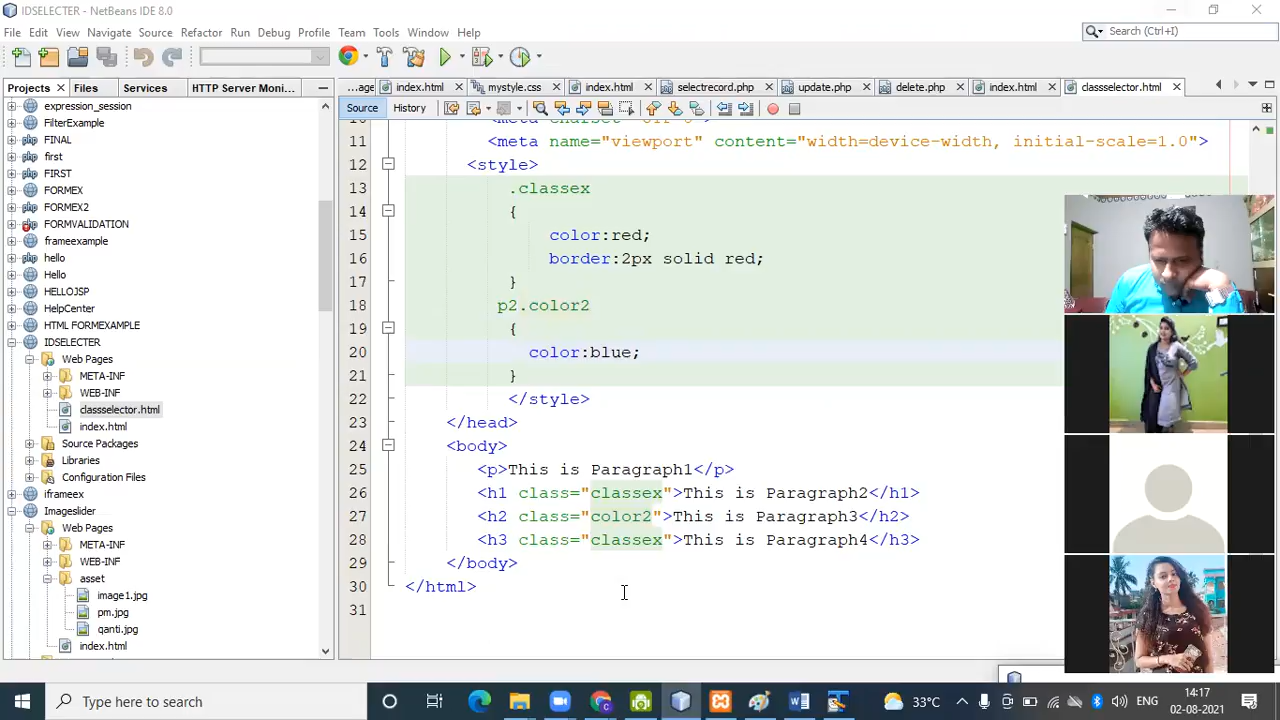 IDSELECTER - NetBeans IDE 8.0
File Edit View Navigate Source Refactor Run Debug Profile Team Tools Window Help
Search (Ctrl+I)
Projects Files Services HTTP Server Moni...
...age index.html mystyle.css index.html selectrecord.php update.php delete.php index.html classselector.html
Source History
expression_session
FilterExample
FINAL
first
FIRST
FORMEX
FORMEX2
FORMVALIDATION
frameexample
hello
Hello
HELLOJSP
HelpCenter
HTML FORMEXAMPLE
IDSELECTER
Web Pages
META-INF
WEB-INF
classselector.html
index.html
Source Packages
Libraries
Configuration Files
iframeex
Imageslider
Web Pages
META-INF
WEB-INF
asset
image1.jpg
pm.jpg
qanti.jpg
index.html
11 <meta name="viewport" content="width=device-width, initial-scale=1.0">
12 <style>
13 .classex
14 {
15 color:red;
16 border:2px solid red;
17 }
18 p2.color2
19 {
20 color:blue;
21 }
22 </style>
23 </head>
24 <body>
25 <p>This is Paragraph1</p>
26 <h1 class="classex">This is Paragraph2</h1>
27 <h2 class="color2">This is Paragraph3</h2>
28 <h3 class="classex">This is Paragraph4</h3>
29 </body>
30 </html>
31
Type here to search
33°C ENG 14:17
02-08-2021